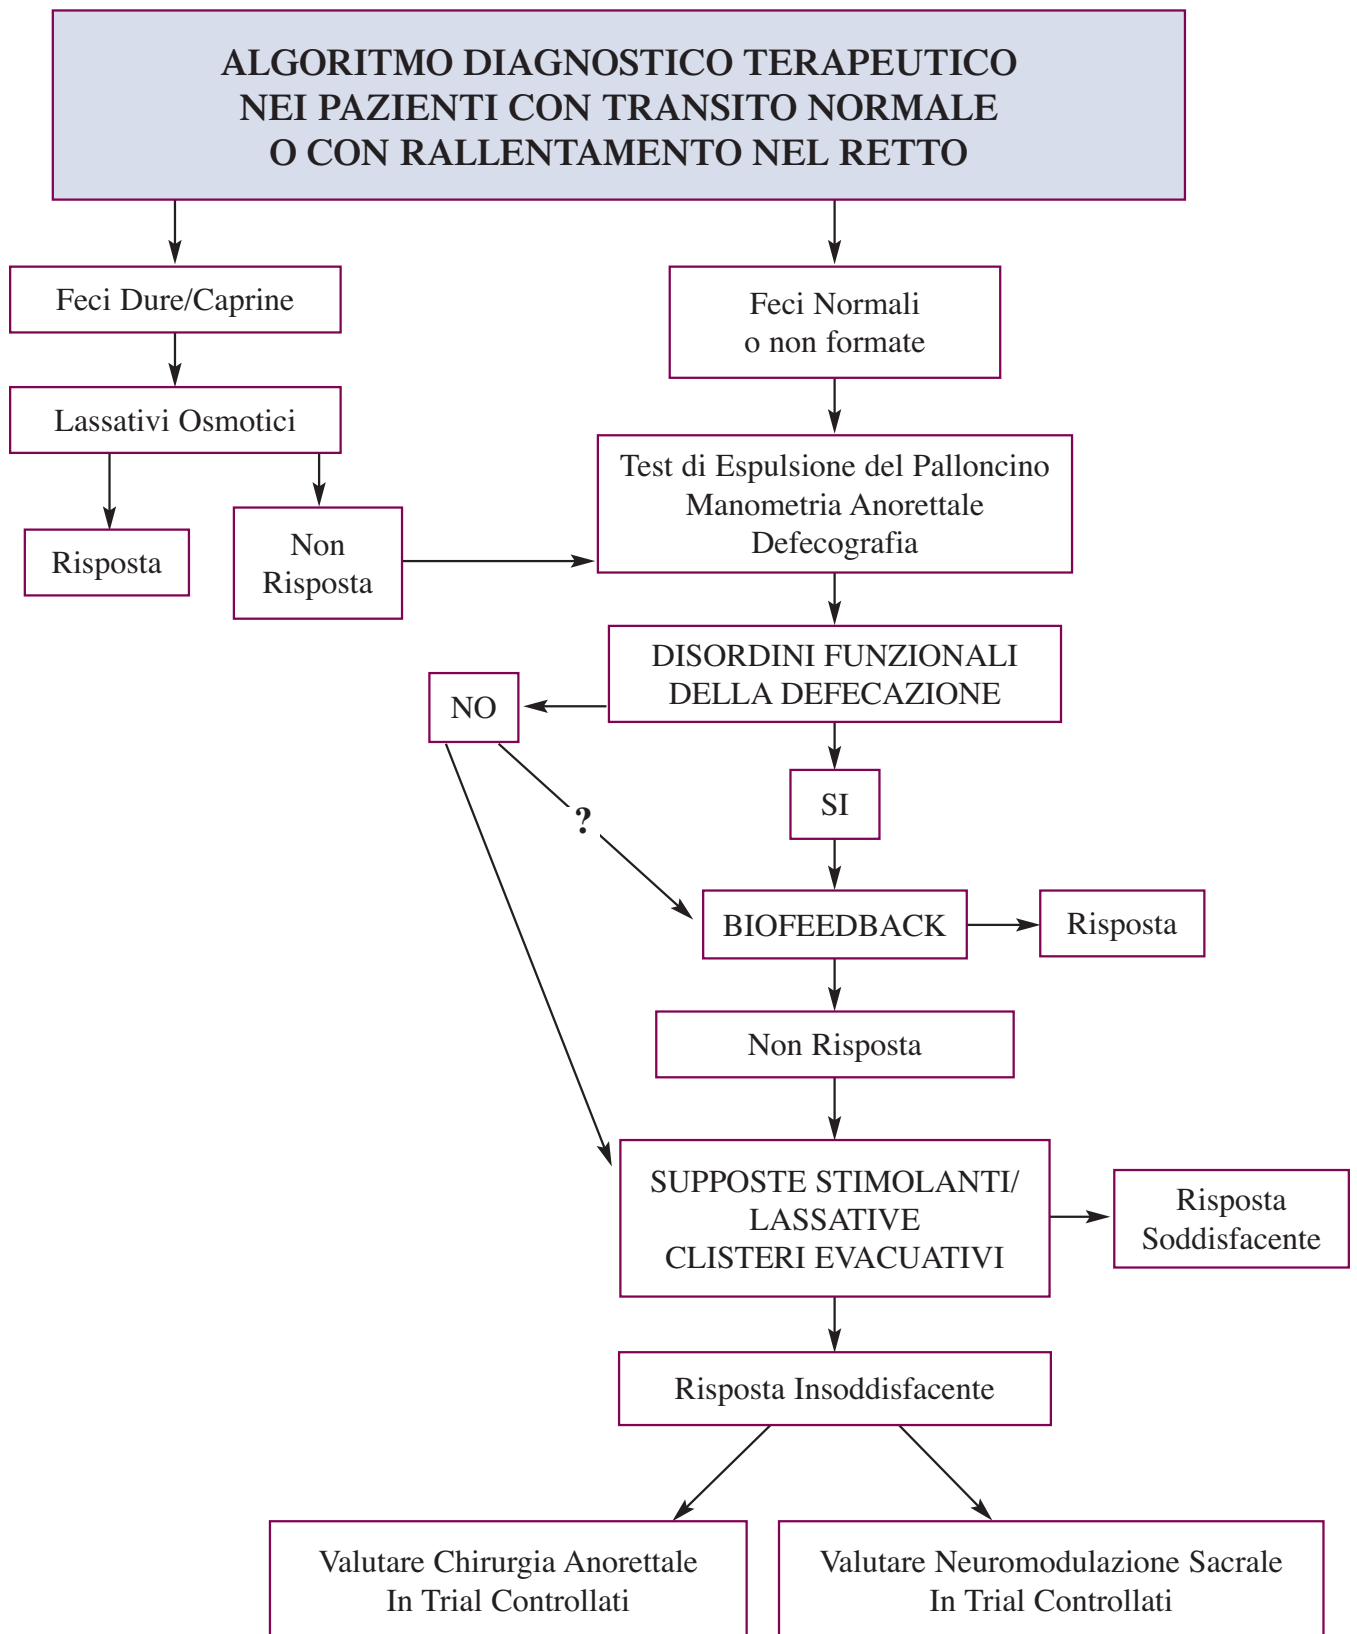 ALGORITMO DIAGNOSTICO TERAPEUTICO
NEI PAZIENTI CON TRANSITO NORMALE
O CON RALLENTAMENTO NEL RETTO
Feci Dure/Caprine
Feci Normali
o non formate
Lassativi Osmotici
Test di Espulsione del Palloncino
Manometria Anorettale
Defecografia
Risposta
Non
Risposta
DISORDINI FUNZIONALI
DELLA DEFECAZIONE
NO
SI
?
BIOFEEDBACK
Risposta
Non Risposta
SUPPOSTE STIMOLANTI/
LASSATIVE
CLISTERI EVACUATIVI
Risposta
Soddisfacente
Risposta Insoddisfacente
Valutare Chirurgia Anorettale
In Trial Controllati
Valutare Neuromodulazione Sacrale
In Trial Controllati